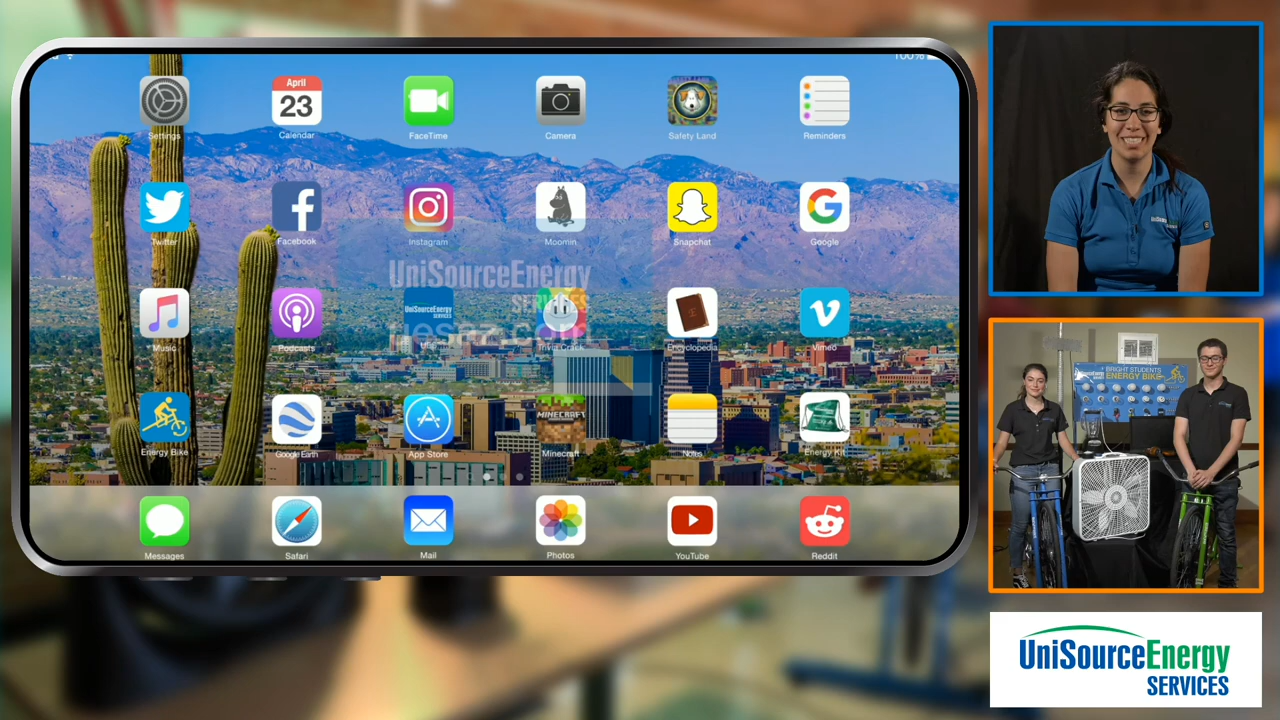 100%
April
23
Settings
Calendar
FaceTime
Camera
Safety Land
Reminders
Twitter
Facebook
Instagram
Moomin
Snapchat
Google
UniSourceEnergy
SERVICES
UniSourceEnergy
SERVICES
Music
Podcasts
Trivia Crack
Encyclopedia
Vimeo
MINECRAFT
Energy Bike
Google Earth
App Store
Minecraft
Notes
Energy Kit
Messages
Safari
Mail
Photos
YouTube
Reddit
BRIGHT STUDENTS
ENERGY BIKE
UniSourceEnergy
SERVICES